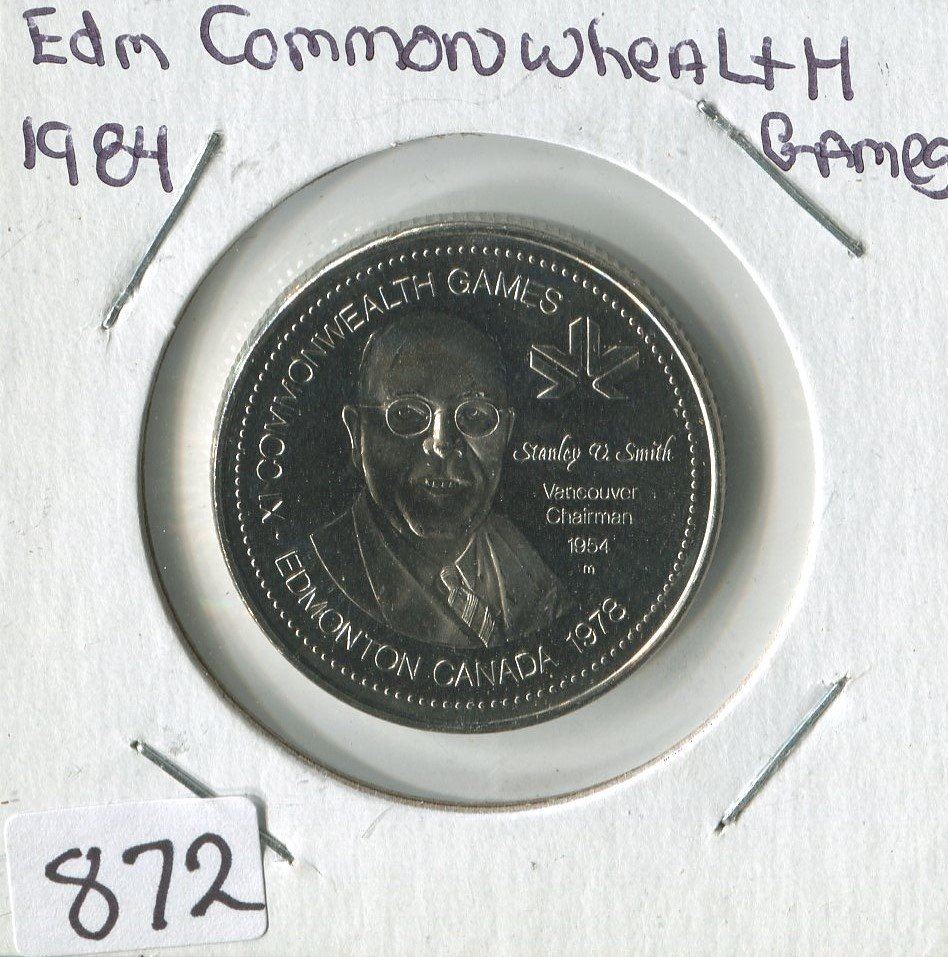 Edm CommonwheALtH
1984 GAmes
XI COMMONWEALTH GAMES
Stanley V. Smith
Vancouver
Chairman
1954
m
EDMONTON CANADA 1978
872